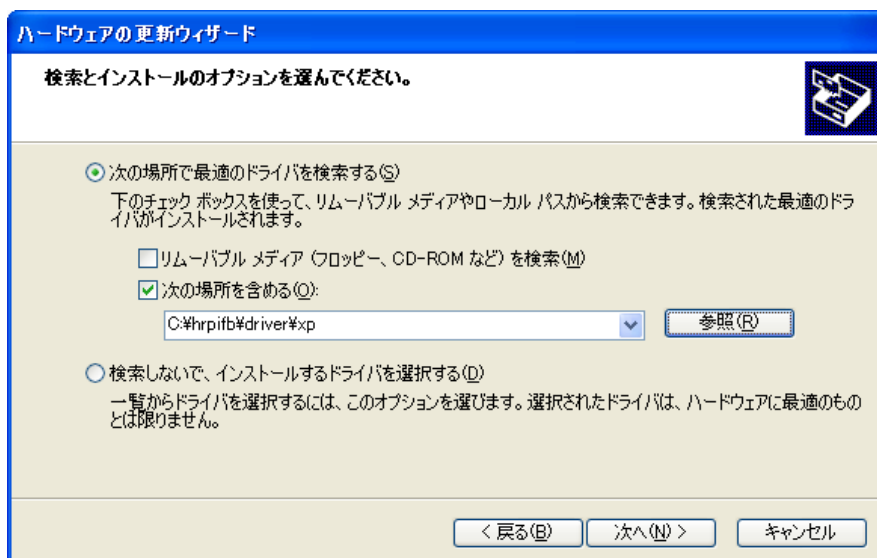 ハードウェアの更新ウィザード
検索とインストールのオプションを選んでください。
次の場所で最適のドライバを検索する(S)
下のチェック ボックスを使って、リムーバブル メディアやローカル パスから検索できます。検索された最適のドラ
イバがインストールされます。
リムーバブル メディア (フロッピー、CD-ROM など) を検索(M)
次の場所を含める(O):
C:¥hrpifb¥driver¥xp
参照(R)
検索しないで、インストールするドライバを選択する(D)
一覧からドライバを選択するには、このオプションを選びます。選択されたドライバは、ハードウェアに最適のもの
とは限りません。
< 戻る(B)
次へ(N) >
キャンセル